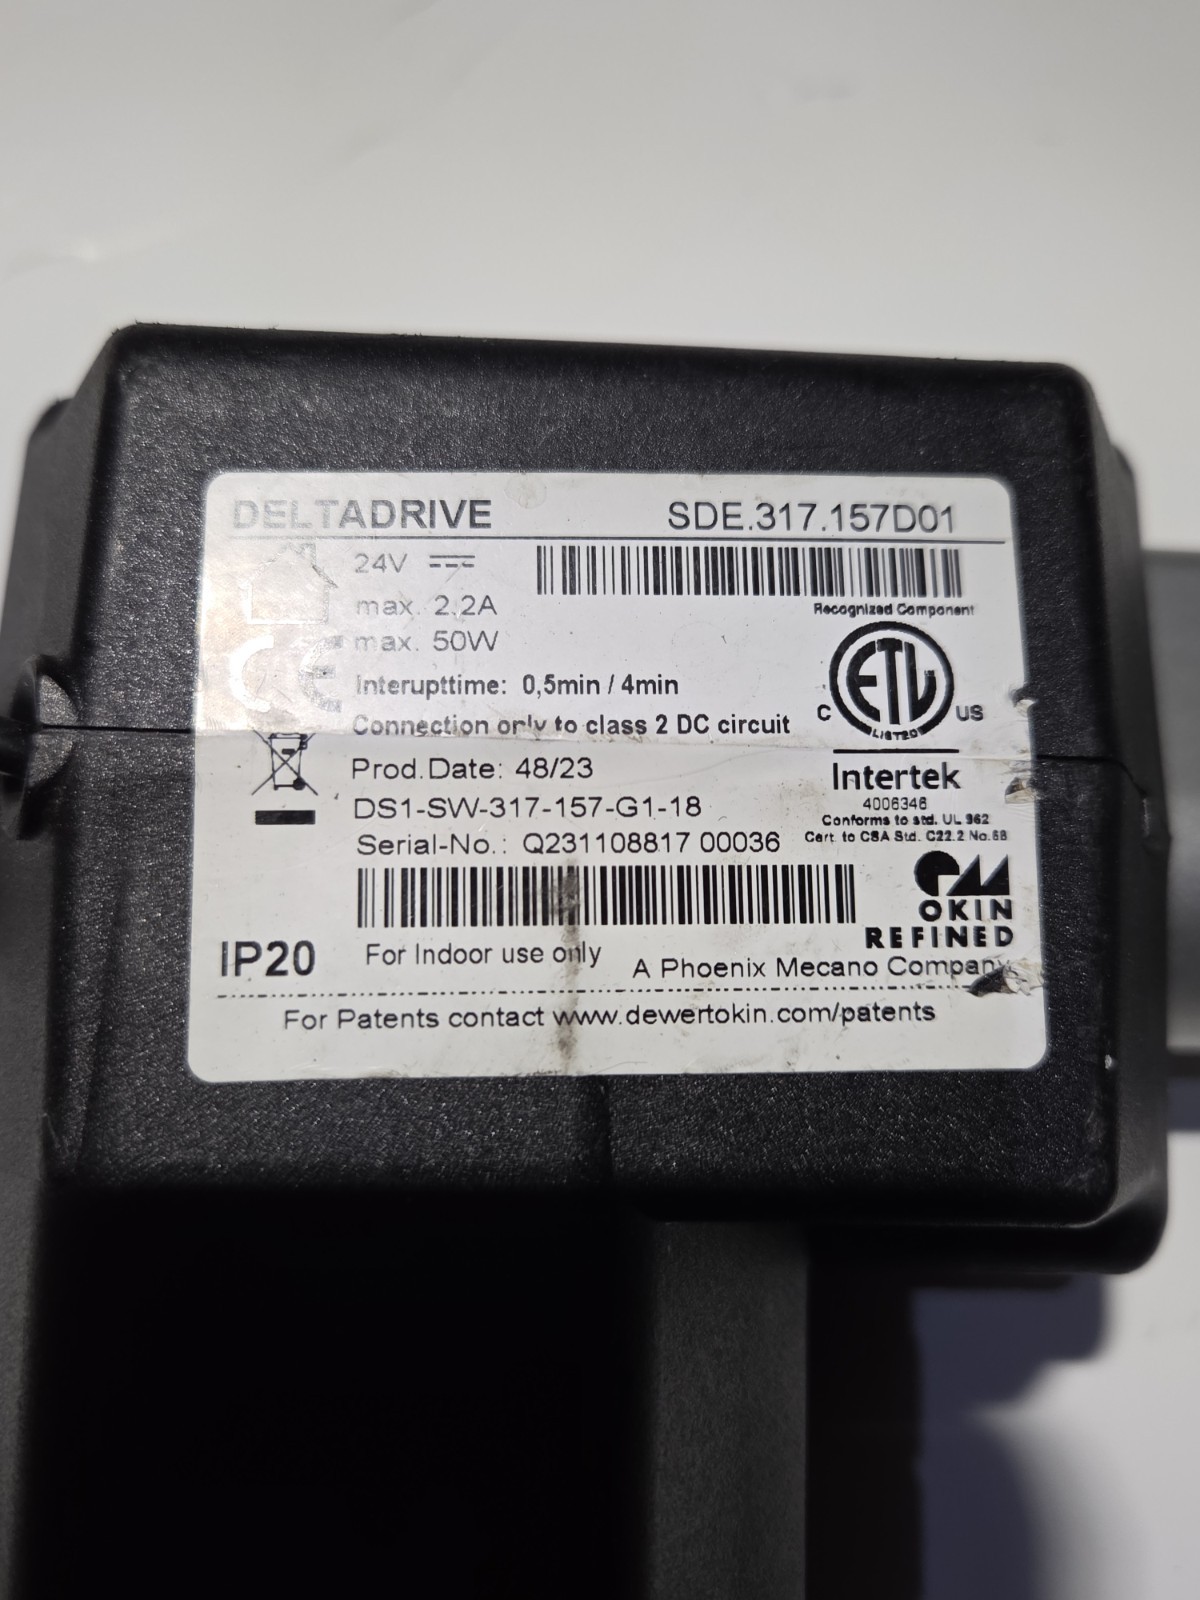 DELTADRIVE SDE.317.157D01
24V
max. 2.2A
max. 50W
Recognized Component
Interupttime: 0,5min / 4min
Connection only to class 2 DC circuit
ETL
LISTED
C US
Intertek
4006346
Conforms to std. UL 962
Cert. to CSA Std. C22.2 No.68
Prod.Date: 48/23
DS1-SW-317-157-G1-18
Serial-No.: Q231108817 00036
CE
OKIN
REFINED
IP20 For Indoor use only
A Phoenix Mecano Company
For Patents contact www.dewertokin.com/patents